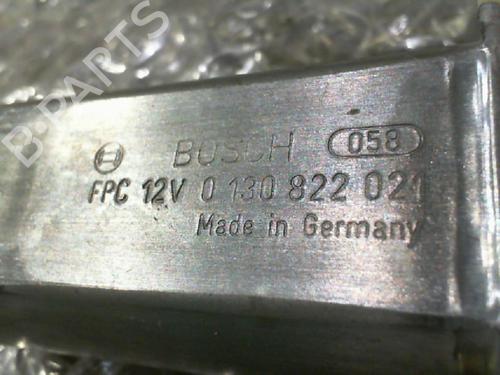 B-PARTS
BOSCH 058
FPC 12V 0 130 822 021
Made in Germany